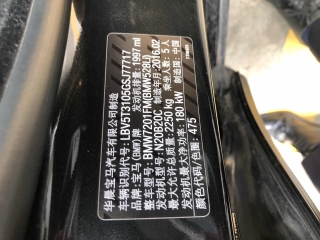 华晨宝马汽车有限公司制造
车辆识别代号: LBV5T3105GSJ77717
品牌: 宝马 (BMW) 牌 发动机排量: 1997 ml
整车型号: BMW7201FM(BMW528Li)
发动机型号: N20B20C 制造年月: 2016.02
最大允许总质量: 2250 kg 乘坐人数: 5 人
发动机最大净功率: 180 kW 制造国: 中国
颜色代码/色圈: 475